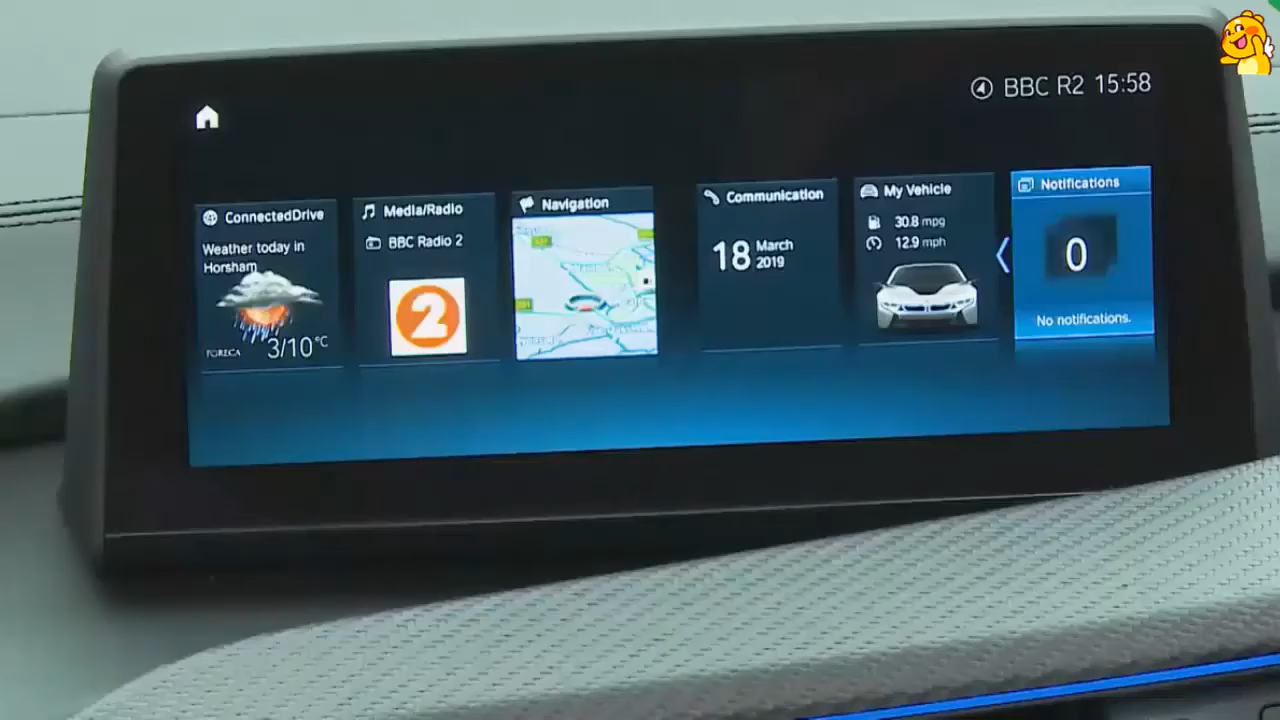 BBC R2 15:58
ConnectedDrive
Weather today in
Horsham
FORECA
3/10°C
Media/Radio
BBC Radio 2
2
Navigation
Communication
18 March
2019
My Vehicle
30.8 mpg
12.9 mph
Notifications
0
No notifications.